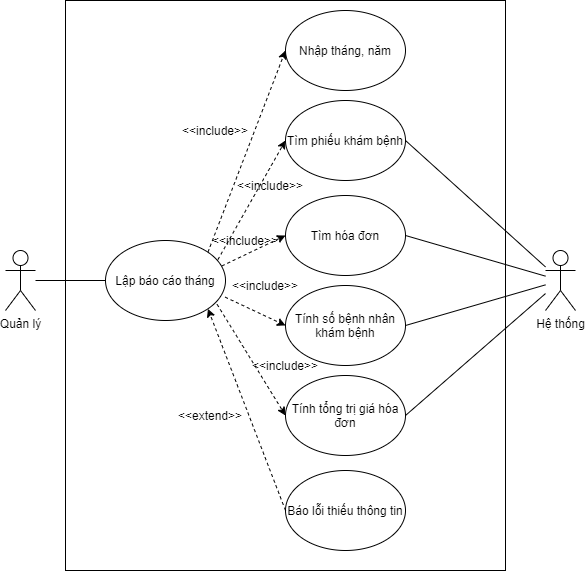 Nhập tháng, năm
<<include>>
Tìm phiếu khám bệnh
<<include>>
Tìm hóa đơn
<<include>>
Lập báo cáo tháng
<<include>>
Quản lý
Hệ thống
Tính số bệnh nhân
khám bệnh
<<include>>
Tính tổng trị giá hóa
đơn
<<extend>>
Báo lỗi thiếu thông tin